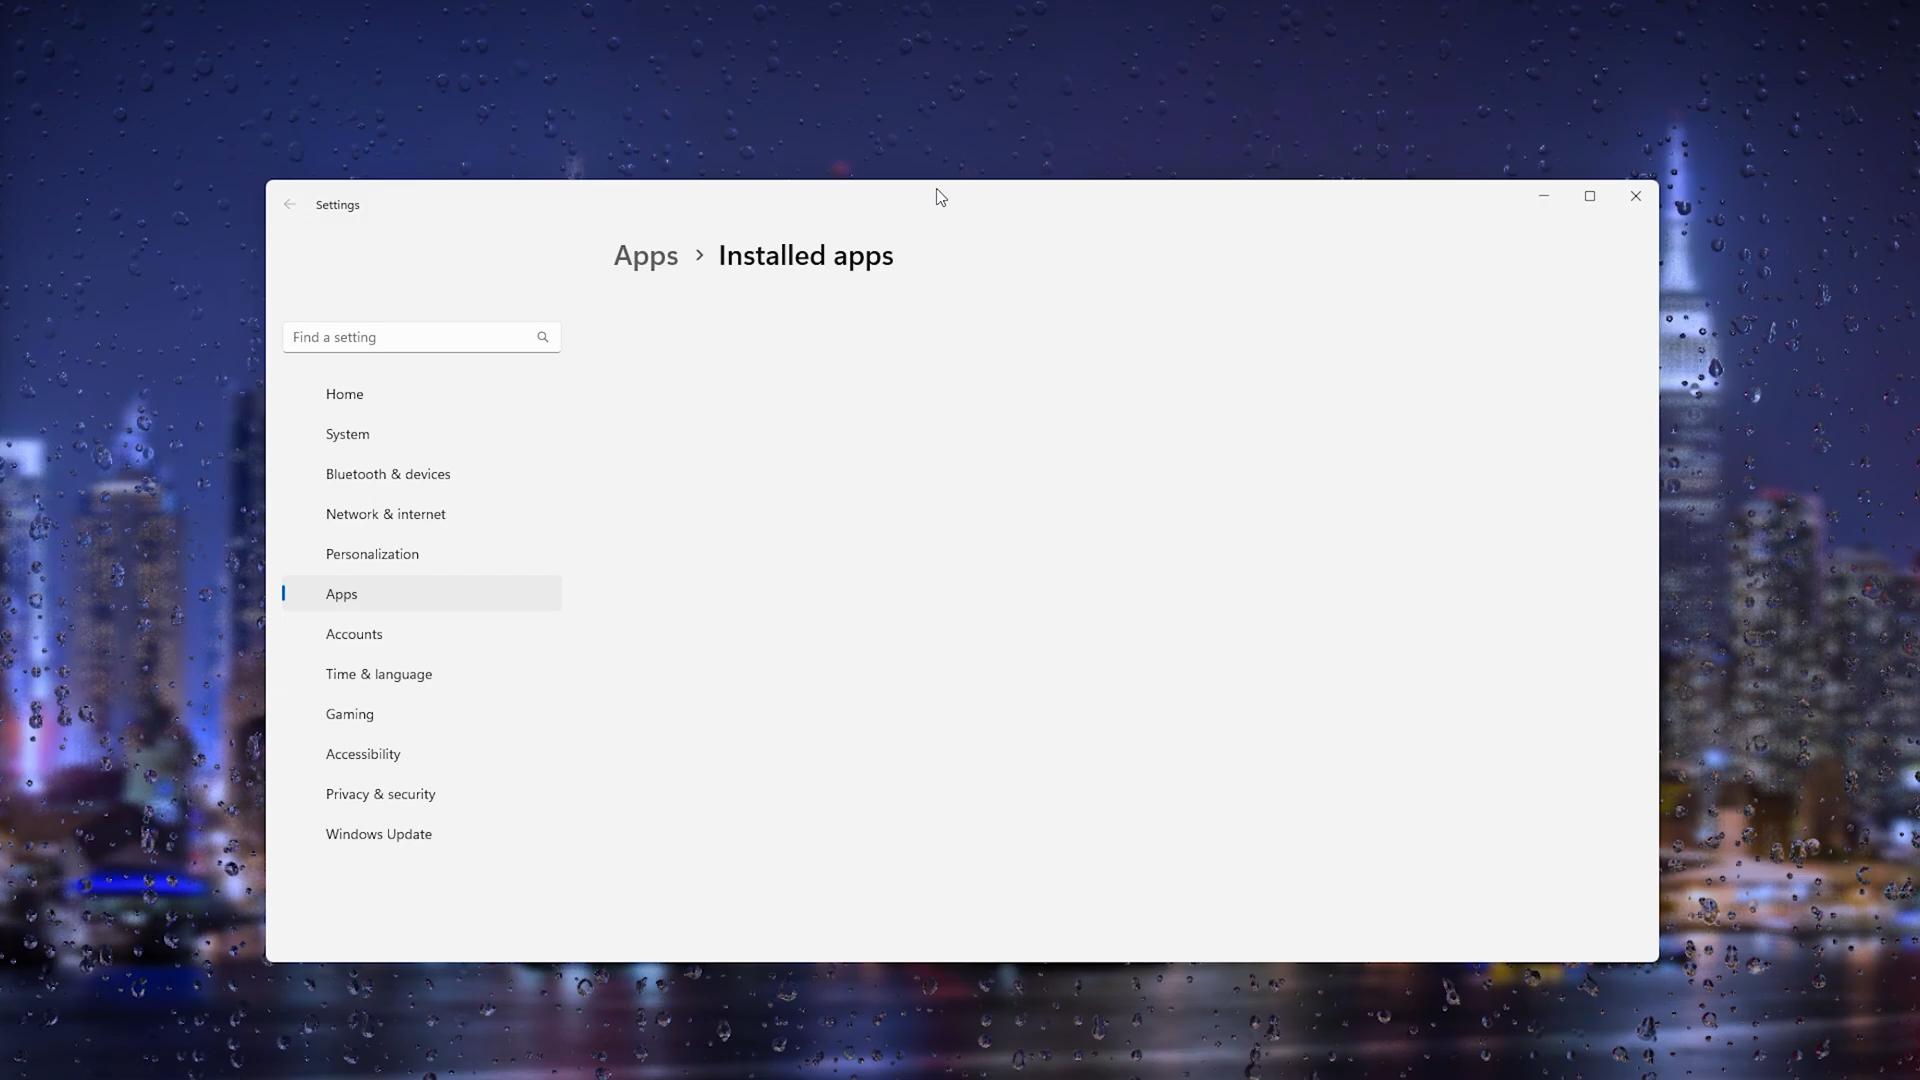 Settings
Apps > Installed apps
Find a setting
Home
System
Bluetooth & devices
Network & internet
Personalization
Apps
Accounts
Time & language
Gaming
Accessibility
Privacy & security
Windows Update